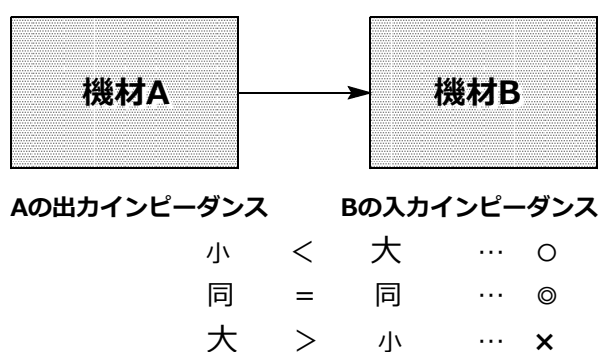 機材A 機材B
Aの出力インピーダンス Bの入力インピーダンス
小 < 大 … ○
同 = 同 … ◎
大 > 小 … ×